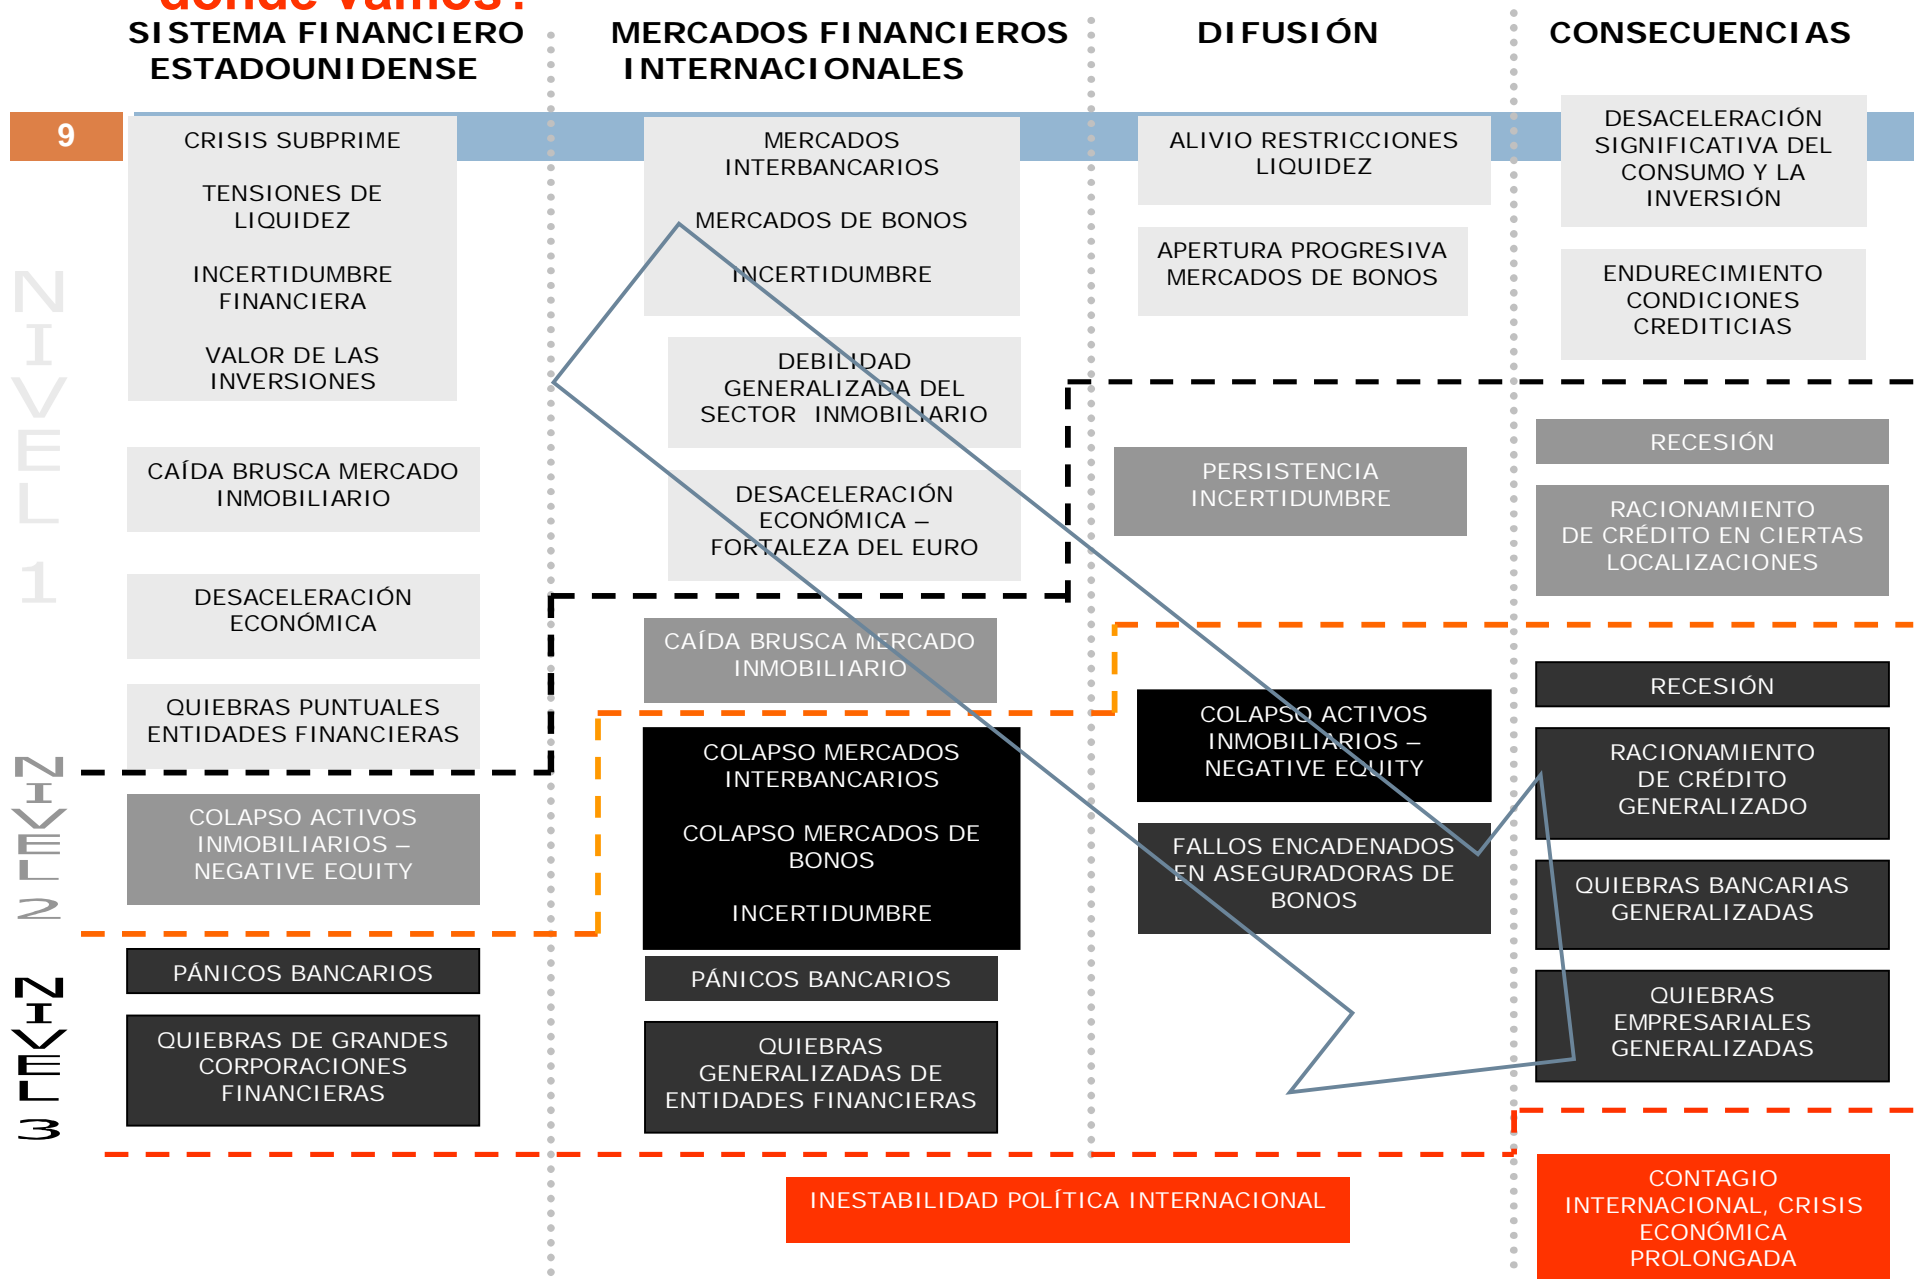 donde vamos?
SISTEMA FINANCIERO
ESTADOUNIDENSE
MERCADOS FINANCIEROS
INTERNACIONALES
DIFUSIÓN
CONSECUENCIAS
9
NIVEL 1
CRISIS SUBPRIME
TENSIONES DE
LIQUIDEZ
INCERTIDUMBRE
FINANCIERA
VALOR DE LAS
INVERSIONES
CAÍDA BRUSCA MERCADO
INMOBILIARIO
DESACELERACIÓN
ECONÓMICA
QUIEBRAS PUNTUALES
ENTIDADES FINANCIERAS
MERCADOS
INTERBANCARIOS
MERCADOS DE BONOS
INCERTIDUMBRE
DEBILIDAD
GENERALIZADA DEL
SECTOR INMOBILIARIO
DESACELERACIÓN
ECONÓMICA –
FORTALEZA DEL EURO
ALIVIO RESTRICCIONES
LIQUIDEZ
APERTURA PROGRESIVA
MERCADOS DE BONOS
DESACELERACIÓN
SIGNIFICATIVA DEL
CONSUMO Y LA
INVERSIÓN
ENDURECIMIENTO
CONDICIONES
CREDITICIAS
NIVEL 2
COLAPSO ACTIVOS
INMOBILIARIOS –
NEGATIVE EQUITY
CAÍDA BRUSCA MERCADO
INMOBILIARIO
PERSISTENCIA
INCERTIDUMBRE
RECESIÓN
RACIONAMIENTO
DE CRÉDITO EN CIERTAS
LOCALIZACIONES
NIVEL 3
PÁNICOS BANCARIOS
QUIEBRAS DE GRANDES
CORPORACIONES
FINANCIERAS
COLAPSO MERCADOS
INTERBANCARIOS
COLAPSO MERCADOS DE
BONOS
INCERTIDUMBRE
PÁNICOS BANCARIOS
QUIEBRAS
GENERALIZADAS DE
ENTIDADES FINANCIERAS
COLAPSO ACTIVOS
INMOBILIARIOS –
NEGATIVE EQUITY
FALLOS ENCADENADOS
EN ASEGURADORAS DE
BONOS
RECESIÓN
RACIONAMIENTO
DE CRÉDITO
GENERALIZADO
QUIEBRAS BANCARIAS
GENERALIZADAS
QUIEBRAS
EMPRESARIALES
GENERALIZADAS
INESTABILIDAD POLÍTICA INTERNACIONAL
CONTAGIO
INTERNACIONAL, CRISIS
ECONÓMICA
PROLONGADA